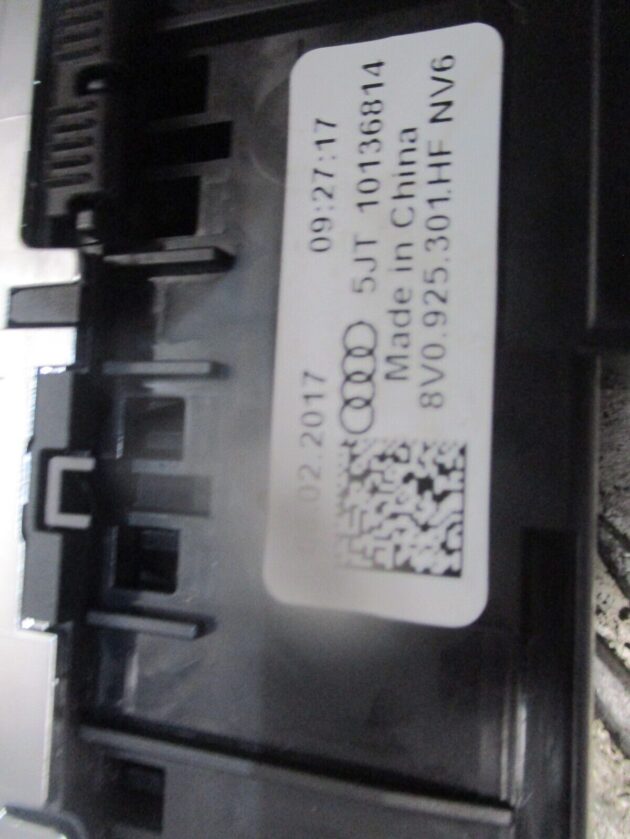 02.2017 09:27:17
5JT 10136814
Made in China
8V0.925.301.HF NV6